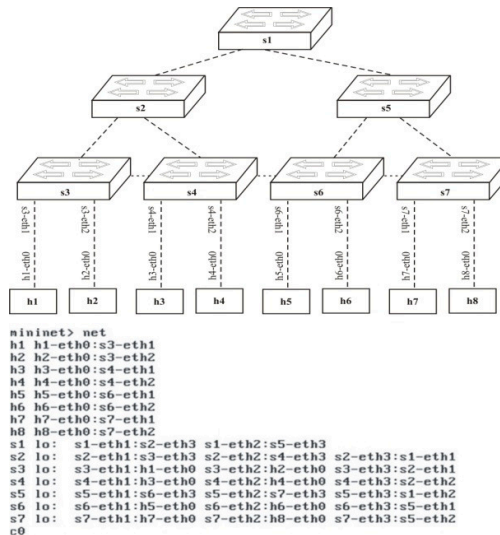 s1
s2
s5
s3
s4
s6
s7
s3-eth1
s3-eth2
s4-eth1
s4-eth2
s6-eth1
s6-eth2
s7-eth1
s7-eth2
h1-eth0
h2-eth0
h3-eth0
h4-eth0
h5-eth0
h6-eth0
h7-eth0
h8-eth0
h1
h2
h3
h4
h5
h6
h7
h8
mininet> net
h1 h1-eth0:s3-eth1
h2 h2-eth0:s3-eth2
h3 h3-eth0:s4-eth1
h4 h4-eth0:s4-eth2
h5 h5-eth0:s6-eth1
h6 h6-eth0:s6-eth2
h7 h7-eth0:s7-eth1
h8 h8-eth0:s7-eth2
s1 lo:  s1-eth1:s2-eth3 s1-eth2:s5-eth3
s2 lo:  s2-eth1:s3-eth3 s2-eth2:s4-eth3 s2-eth3:s1-eth1
s3 lo:  s3-eth1:h1-eth0 s3-eth2:h2-eth0 s3-eth3:s2-eth1
s4 lo:  s4-eth1:h3-eth0 s4-eth2:h4-eth0 s4-eth3:s2-eth2
s5 lo:  s5-eth1:s6-eth3 s5-eth2:s7-eth3 s5-eth3:s1-eth2
s6 lo:  s6-eth1:h5-eth0 s6-eth2:h6-eth0 s6-eth3:s5-eth1
s7 lo:  s7-eth1:h7-eth0 s7-eth2:h8-eth0 s7-eth3:s5-eth2
c0